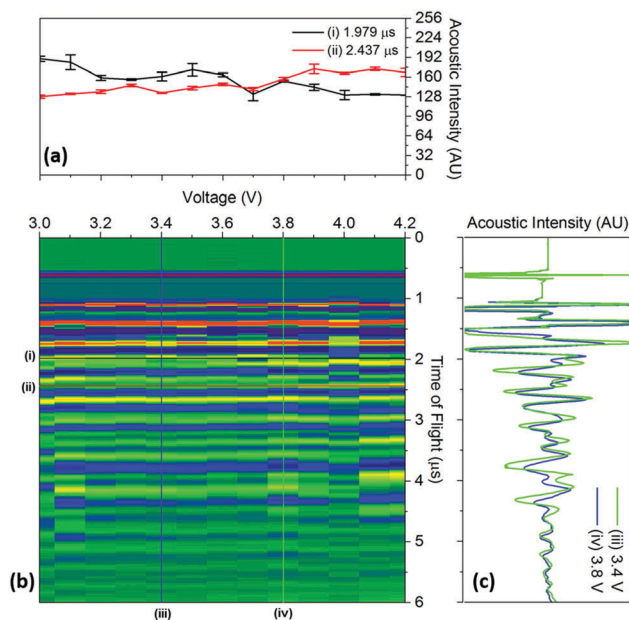 (i) 1.979 µs
(ii) 2.437 µs
256
224
192
160
128
96
64
32
0
Acoustic Intensity (AU)
(a)
Voltage (V)
3.0 3.2 3.4 3.6 3.8 4.0 4.2
Acoustic Intensity (AU)
0
1
2
3
4
5
6
Time of Flight (µs)
(i)
(ii)
(b)
(iii) (iv)
(c)
(iii) 3.4 V
(iv) 3.8 V